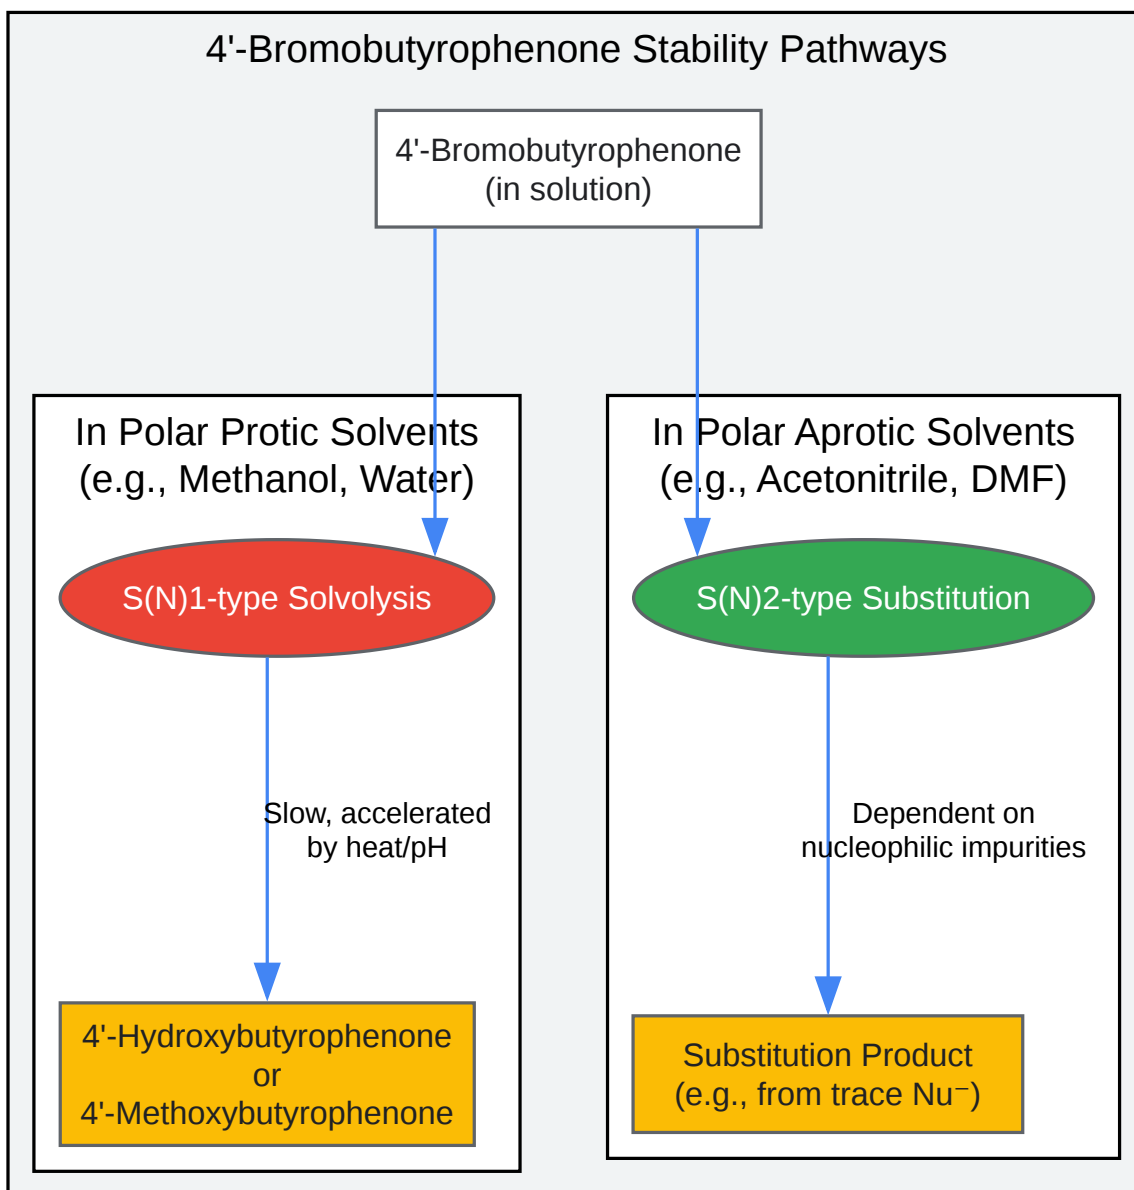 4'-Bromobutyrophenone Stability Pathways
4'-Bromobutyrophenone
(in solution)
In Polar Protic Solvents
(e.g., Methanol, Water)
S(N)1-type Solvolysis
Slow, accelerated
by heat/pH
4'-Hydroxybutyrophenone
or
4'-Methoxybutyrophenone
In Polar Aprotic Solvents
(e.g., Acetonitrile, DMF)
S(N)2-type Substitution
Dependent on
nucleophilic impurities
Substitution Product
(e.g., from trace Nu⁻)